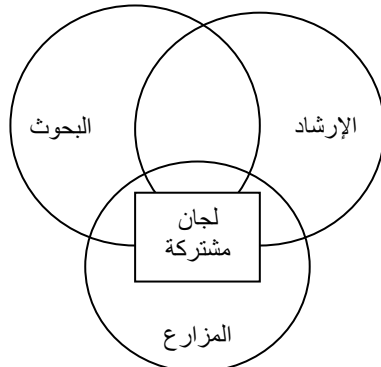 الإرشاد
البحوث
لجان
مشتركة
المزارع